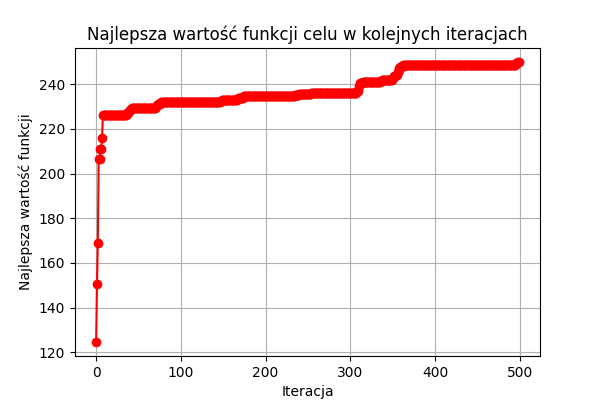 Najlepsza wartość funkcji celu w kolejnych iteracjach
Najlepsza wartość funkcji
240
220
200
180
160
140
120
0 100 200 300 400 500
Iteracja